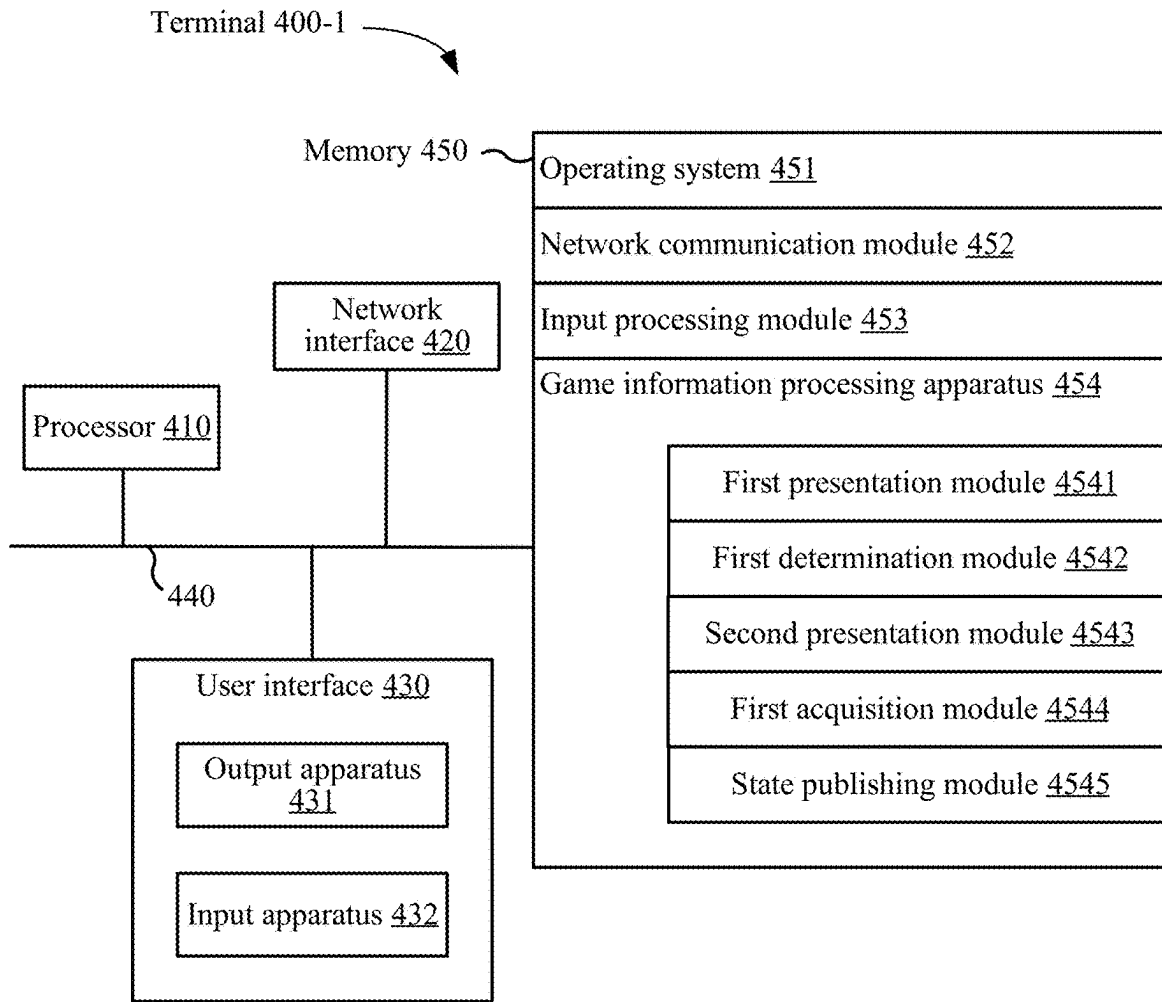 Terminal 400-1
Memory 450
Operating system 451
Network communication module 452
Input processing module 453
Game information processing apparatus 454
First presentation module 4541
First determination module 4542
Second presentation module 4543
First acquisition module 4544
State publishing module 4545
Network
interface 420
Processor 410
440
User interface 430
Output apparatus
431
Input apparatus 432